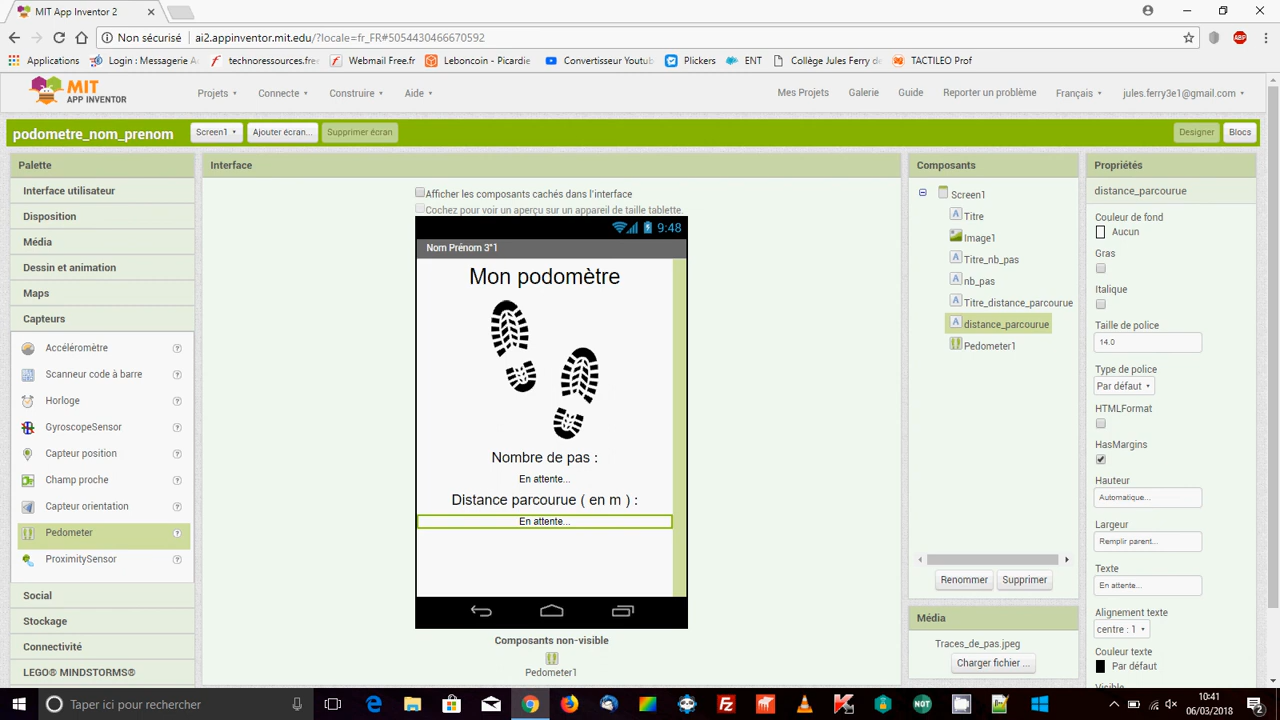 MIT App Inventor 2
Non sécurisé | ai2.appinventor.mit.edu/?locale=fr_FR#5054430466670592
Applications Login : Messagerie A technoressources.fre Webmail Free.fr Leboncoin - Picardie Convertisseur Youtub Plickers ENT Collège Jules Ferry de TACTILEO Prof
MIT
APP INVENTOR
Projets Connecte Construire Aide Mes Projets Galerie Guide Reporter un problème Français jules.ferry3e1@gmail.com
podometre_nom_prenom Screen1 Ajouter écran... Supprimer écran Designer Blocs
Palette
Interface utilisateur
Disposition
Média
Dessin et animation
Maps
Capteurs
Accéléromètre ?
Scanneur code à barre ?
Horloge ?
GyroscopeSensor ?
Capteur position ?
Champ proche ?
Capteur orientation ?
Pedometer ?
ProximitySensor ?
Social
Stockage
Connectivité
LEGO® MINDSTORMS®
Interface
Afficher les composants cachés dans l'interface
Cochez pour voir un aperçu sur un appareil de taille tablette.
9:48
Nom Prénom 3°1
Mon podomètre
Nombre de pas :
En attente...
Distance parcourue ( en m ) :
En attente...
Composants non-visible
Pedometer1
Composants
Screen1
Titre
Image1
Titre_nb_pas
nb_pas
Titre_distance_parcourue
distance_parcourue
Pedometer1
Renommer Supprimer
Média
Traces_de_pas.jpeg
Charger fichier ...
Propriétés
distance_parcourue
Couleur de fond
Aucun
Gras
Italique
Taille de police
14.0
Type de police
Par défaut
HTMLFormat
HasMargins
Hauteur
Automatique...
Largeur
Remplir parent...
Texte
En attente...
Alignement texte
centre : 1
Couleur texte
Par défaut
Visible
Taper ici pour rechercher
NOT
10:41
06/03/2018
2